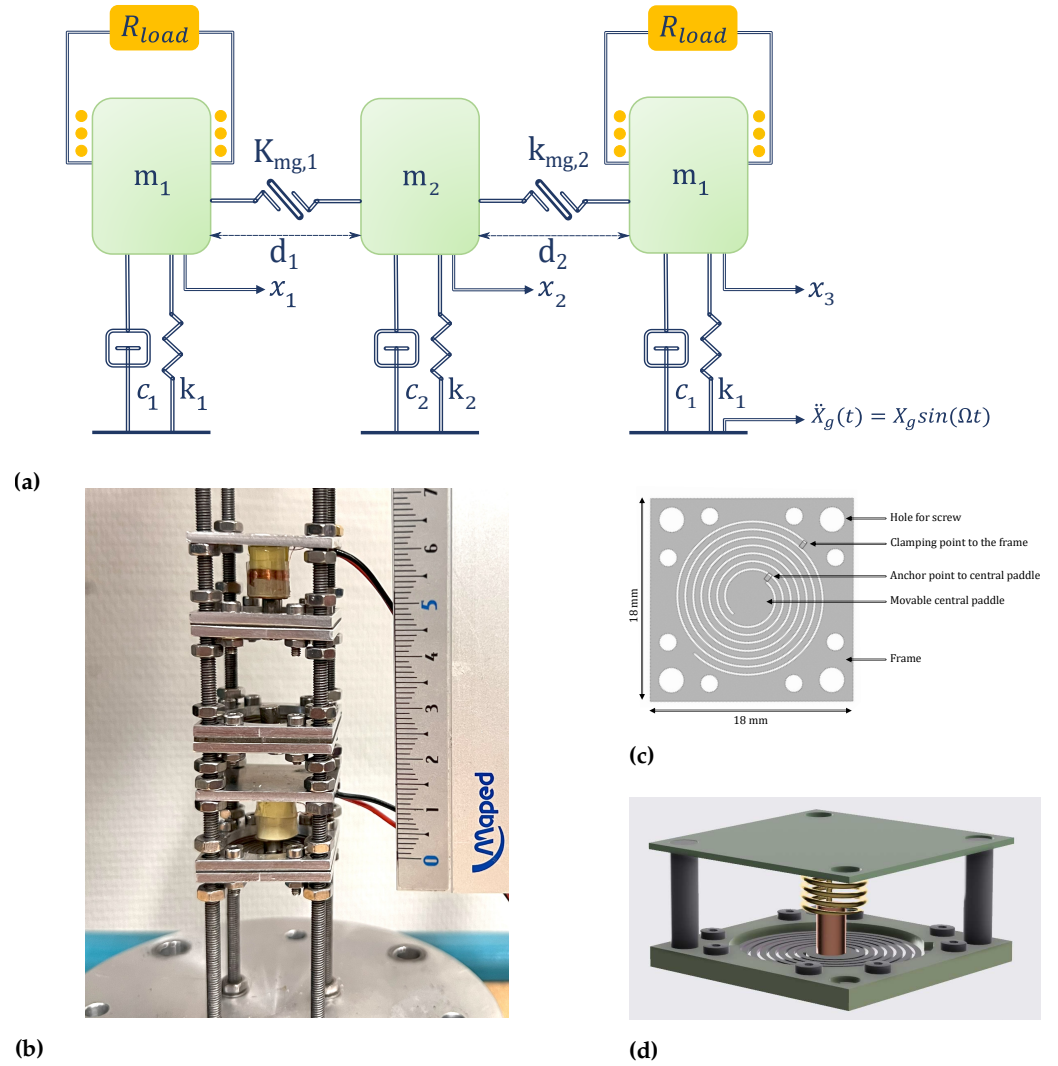 R_load R_load
K_mg,1 k_mg,2
m_1 m_2 m_1
d_1 d_2
x_1 x_2 x_3
c_1 k_1 c_2 k_2 c_1 k_1
Ẍ_g(t) = X_g sin(Ωt)
(a)
7
6
5
4
3
2
1
0
Maped
(b)
Hole for screw
Clamping point to the frame
Anchor point to central paddle
Movable central paddle
Frame
18 mm
18 mm
(c)
(d)